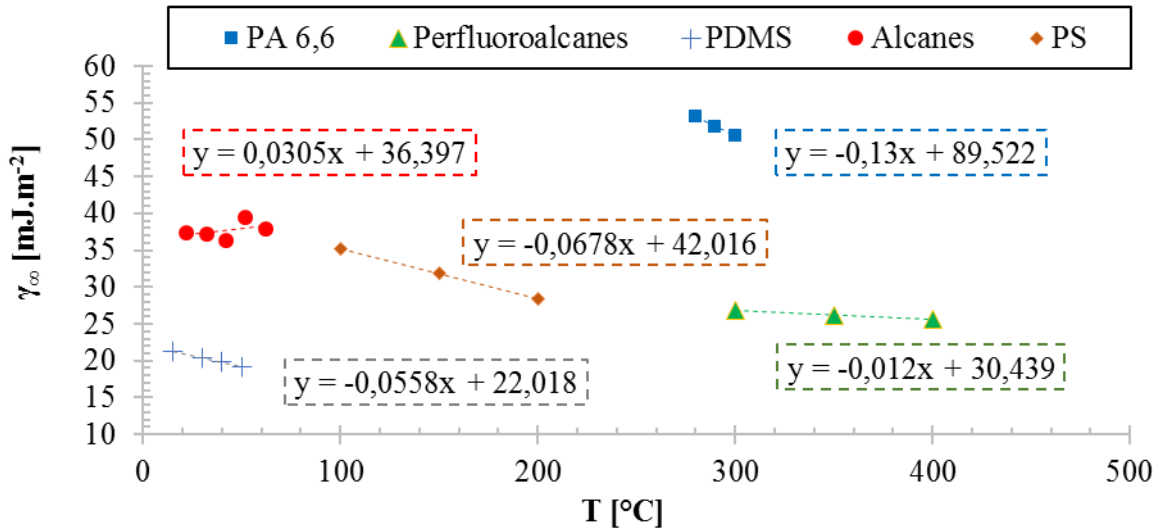 PA 6,6 Perfluoroalcanes PDMS Alcanes PS
60
55
50
45
40
35
30
25
20
15
10
γ∞ [mJ.m-2]
y = 0,0305x + 36,397
y = -0,13x + 89,522
y = -0,0678x + 42,016
y = -0,0558x + 22,018
y = -0,012x + 30,439
0 100 200 300 400 500
T [°C]